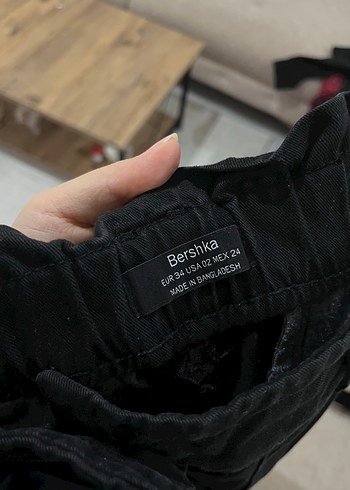 Bershka
EUR 34 USA 02 MEX 24
MADE IN BANGLADESH